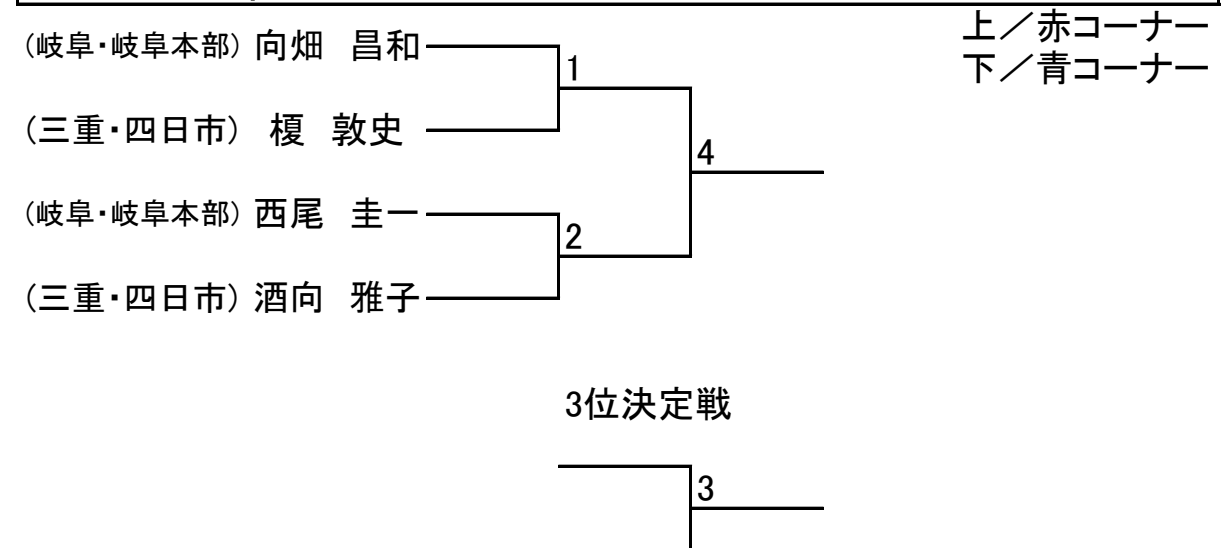 上／赤コーナー
下／青コーナー
（岐阜・岐阜本部）向畑　昌和
1
（三重・四日市）　榎　敦史
4
（岐阜・岐阜本部）西尾　圭一
2
（三重・四日市）酒向　雅子
3位決定戦
3